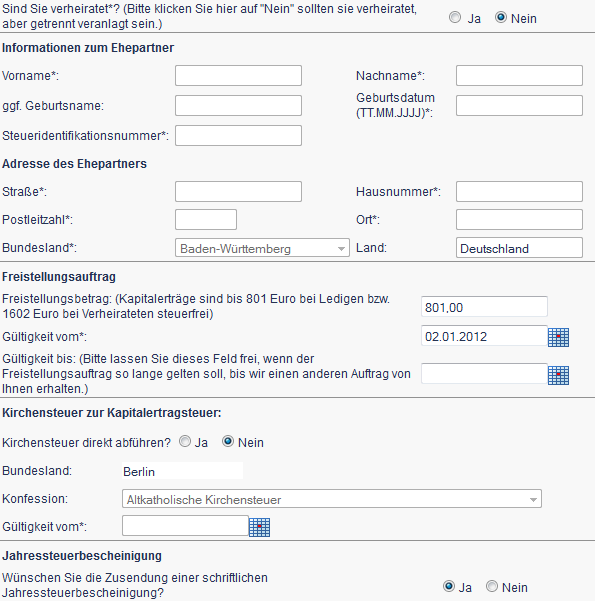 Sind Sie verheiratet*? (Bitte klicken Sie hier auf "Nein" sollten sie verheiratet,
aber getrennt veranlagt sein.) Ja Nein
Informationen zum Ehepartner
Vorname*: Nachname*:
ggf. Geburtsname: Geburtsdatum
(TT.MM.JJJJ)*:
Steueridentifikationsnummer*:
Adresse des Ehepartners
Straße*: Hausnummer*:
Postleitzahl*: Ort*:
Bundesland*: Baden-Württemberg Land: Deutschland
Freistellungsauftrag
Freistellungsbetrag: (Kapitalerträge sind bis 801 Euro bei Ledigen bzw.
1602 Euro bei Verheirateten steuerfrei) 801,00
Gültigkeit vom*: 02.01.2012
Gültigkeit bis: (Bitte lassen Sie dieses Feld frei, wenn der
Freistellungsauftrag so lange gelten soll, bis wir einen anderen Auftrag von
Ihnen erhalten.)
Kirchensteuer zur Kapitalertragsteuer:
Kirchensteuer direkt abführen? Ja Nein
Bundesland: Berlin
Konfession: Altkatholische Kirchensteuer
Gültigkeit vom*:
Jahressteuerbescheinigung
Wünschen Sie die Zusendung einer schriftlichen
Jahressteuerbescheinigung? Ja Nein